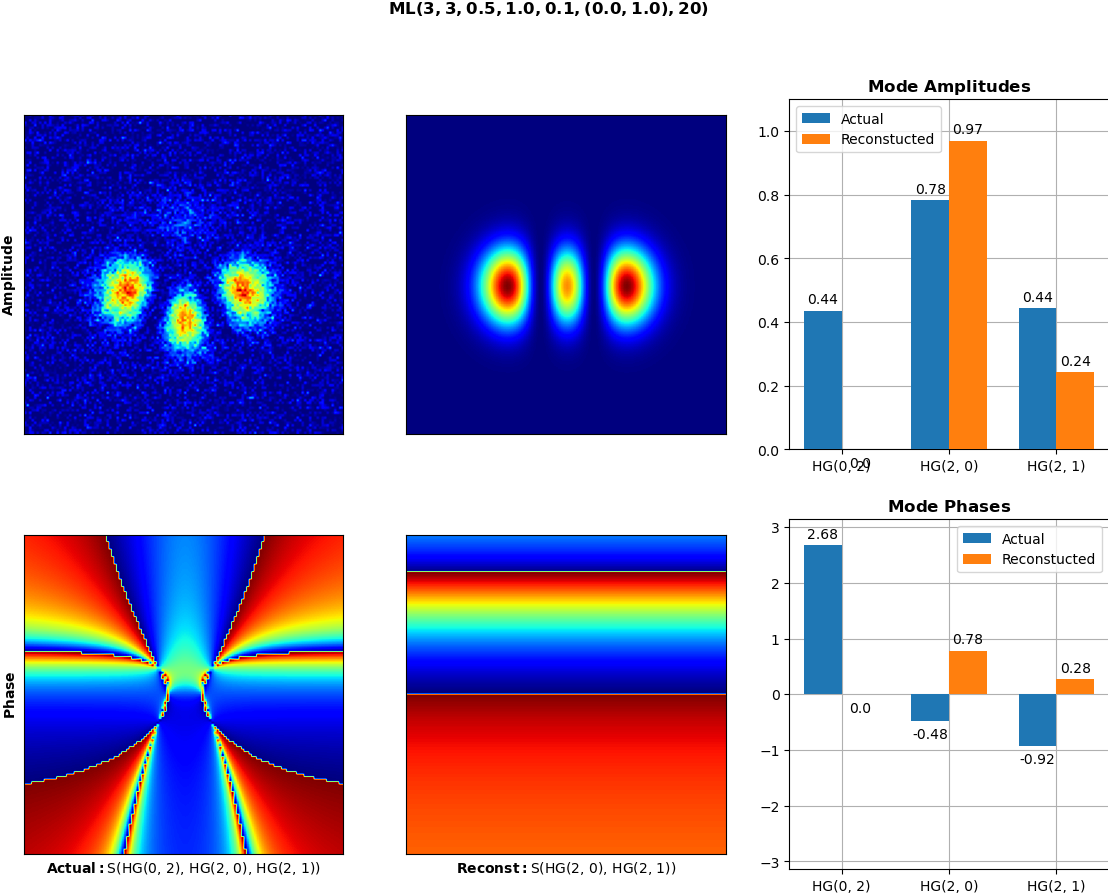 ML(3, 3, 0.5, 1.0, 0.1, (0.0, 1.0), 20)
Amplitude
Mode Amplitudes
Actual
Reconstucted
1.0
0.8
0.6
0.4
0.2
0.0
0.44
0.0
0.78
0.97
0.44
0.24
HG(0, 2)
HG(2, 0)
HG(2, 1)
Phase
Actual: S(HG(0, 2), HG(2, 0), HG(2, 1))
Reconst: S(HG(2, 0), HG(2, 1))
Mode Phases
Actual
Reconstucted
3
2
1
0
−1
−2
−3
2.68
0.0
-0.48
0.78
-0.92
0.28
HG(0, 2)
HG(2, 0)
HG(2, 1)